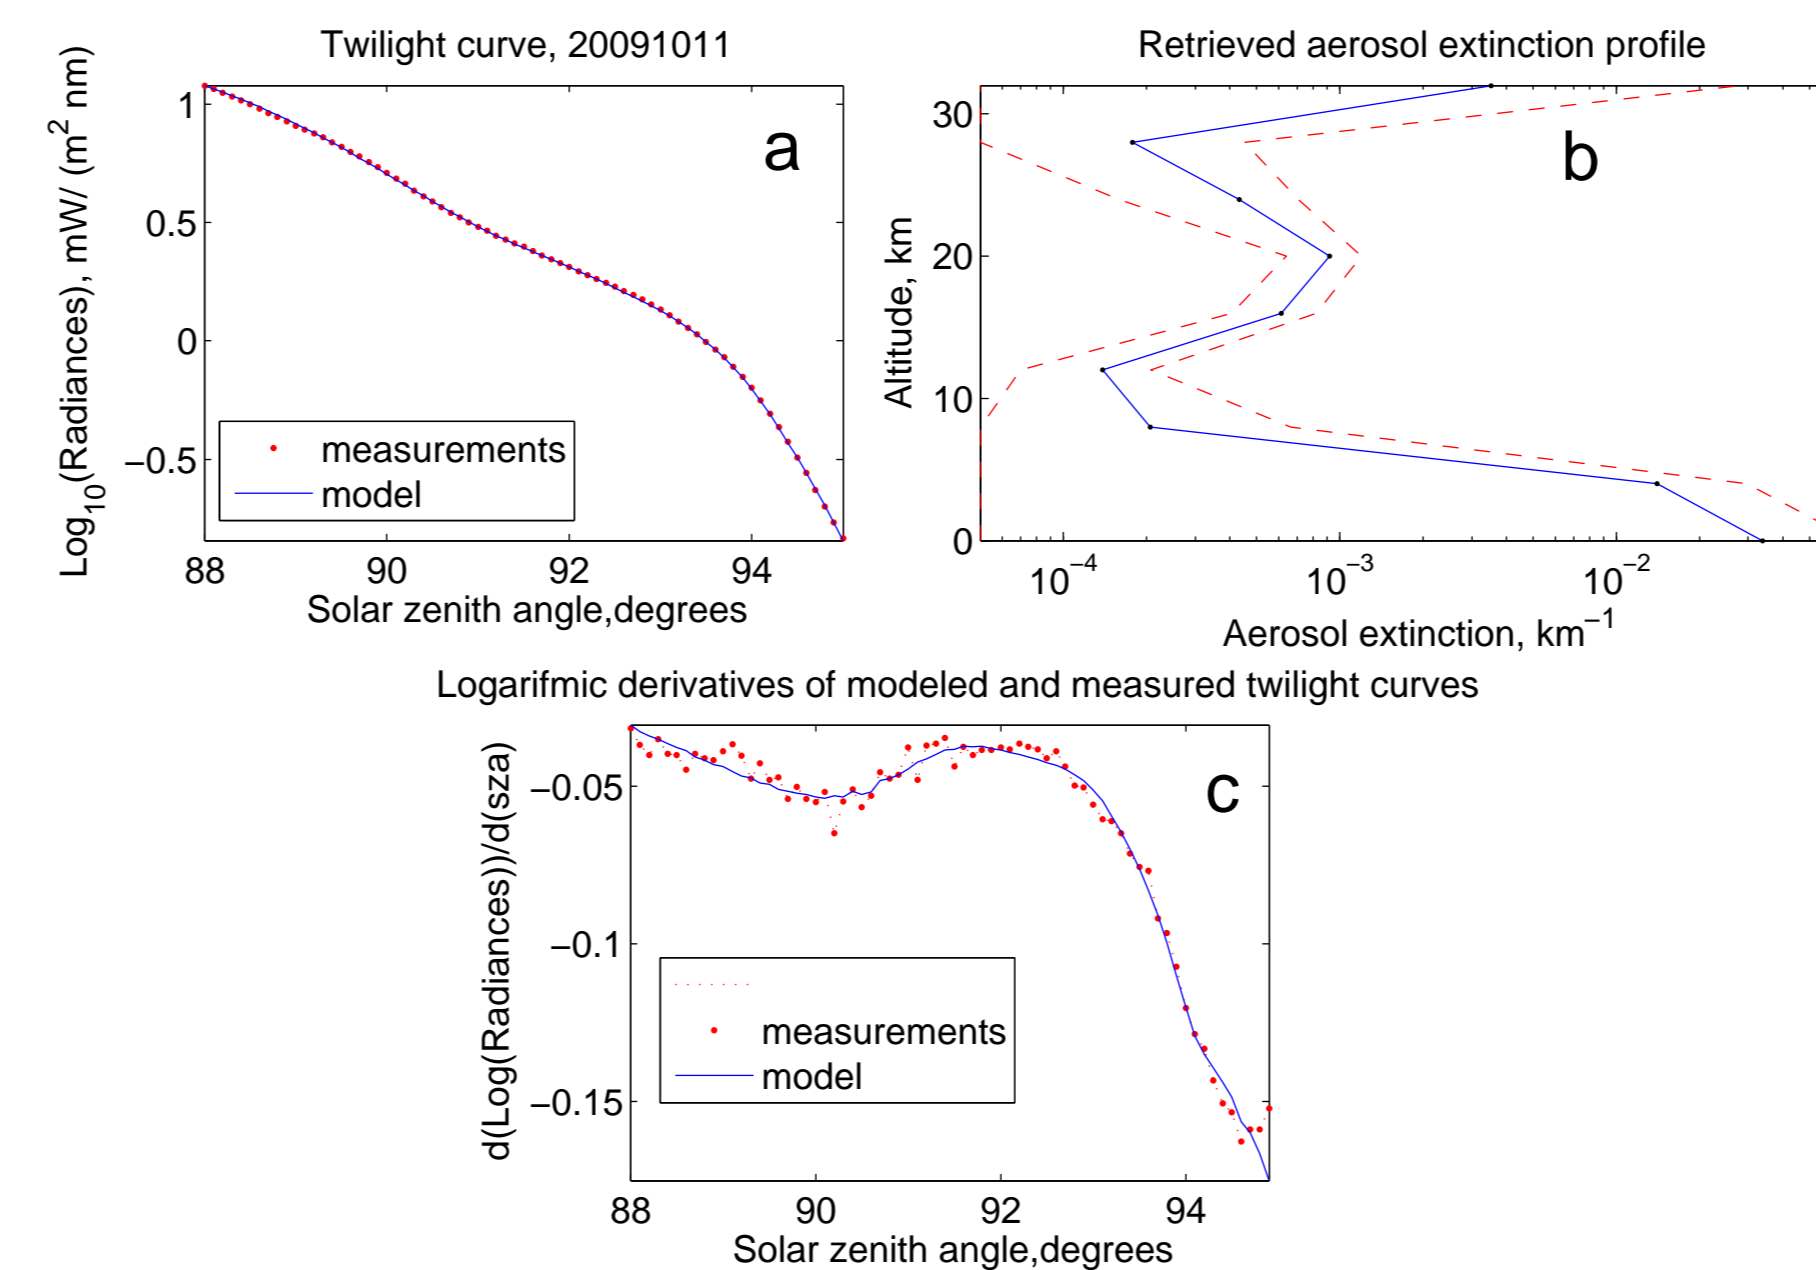 Twilight curve, 20091011
Log10(Radiances), mW/ (m2 nm)
1
0.5
0
−0.5
a
measurements
model
88
90
92
94
Solar zenith angle,degrees
Retrieved aerosol extinction profile
Altitude, km
30
20
10
0
b
10−4
10−3
10−2
Aerosol extinction, km−1
Logarifmic derivatives of modeled and measured twilight curves
d(Log(Radiances))/d(sza)
−0.05
−0.1
−0.15
c
measurements
model
88
90
92
94
Solar zenith angle,degrees